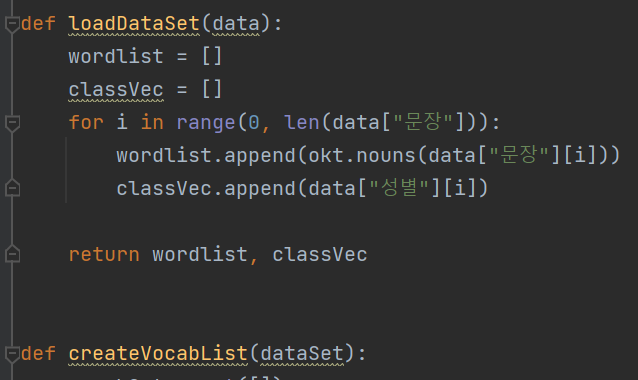 def loadDataSet(data):
    wordlist = []
    classVec = []
    for i in range(0, len(data["문장"])):
        wordlist.append(okt.nouns(data["문장"][i]))
        classVec.append(data["성별"][i])
    return wordlist, classVec
def createVocabList(dataSet):